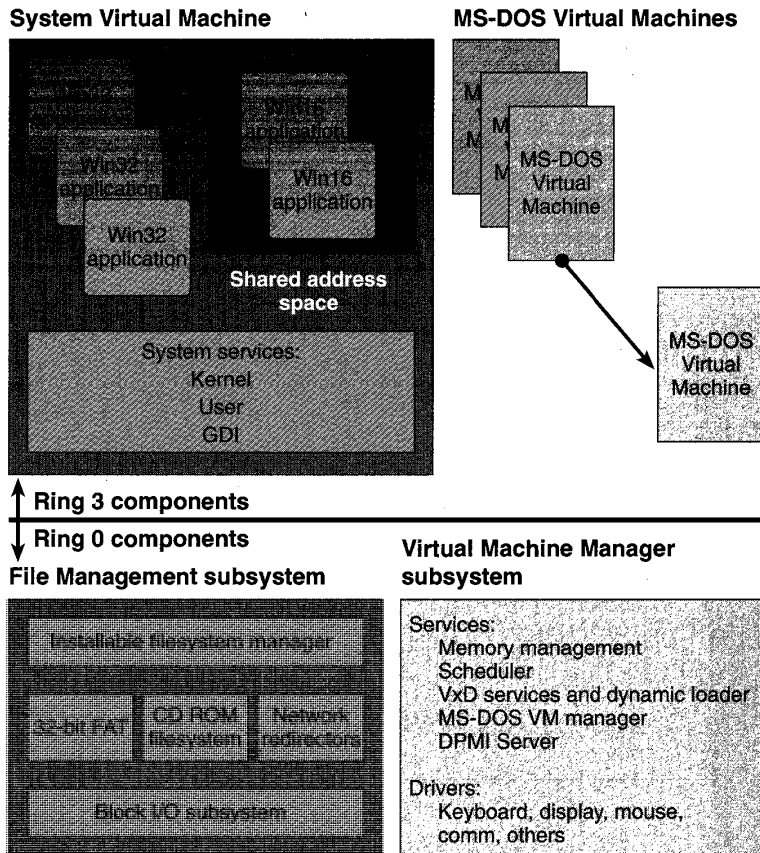 System Virtual Machine
MS-DOS Virtual Machines
Win16
application
Win16
application
Win32
application
Win32
application
Shared address
space
System services:
Kernel
User
GDI
M
M
M
M
MS-DOS
Virtual
Machine
MS-DOS
Virtual
Machine
Ring 3 components
Ring 0 components
File Management subsystem
Installable filesystem manager
32-bit FAT
CD ROM
filesystem
Network
redirectors
Block I/O subsystem
Virtual Machine Manager
subsystem
Services:
Memory management
Scheduler
VxD services and dynamic loader
MS-DOS VM manager
DPMI Server
Drivers:
Keyboard, display, mouse,
comm, others